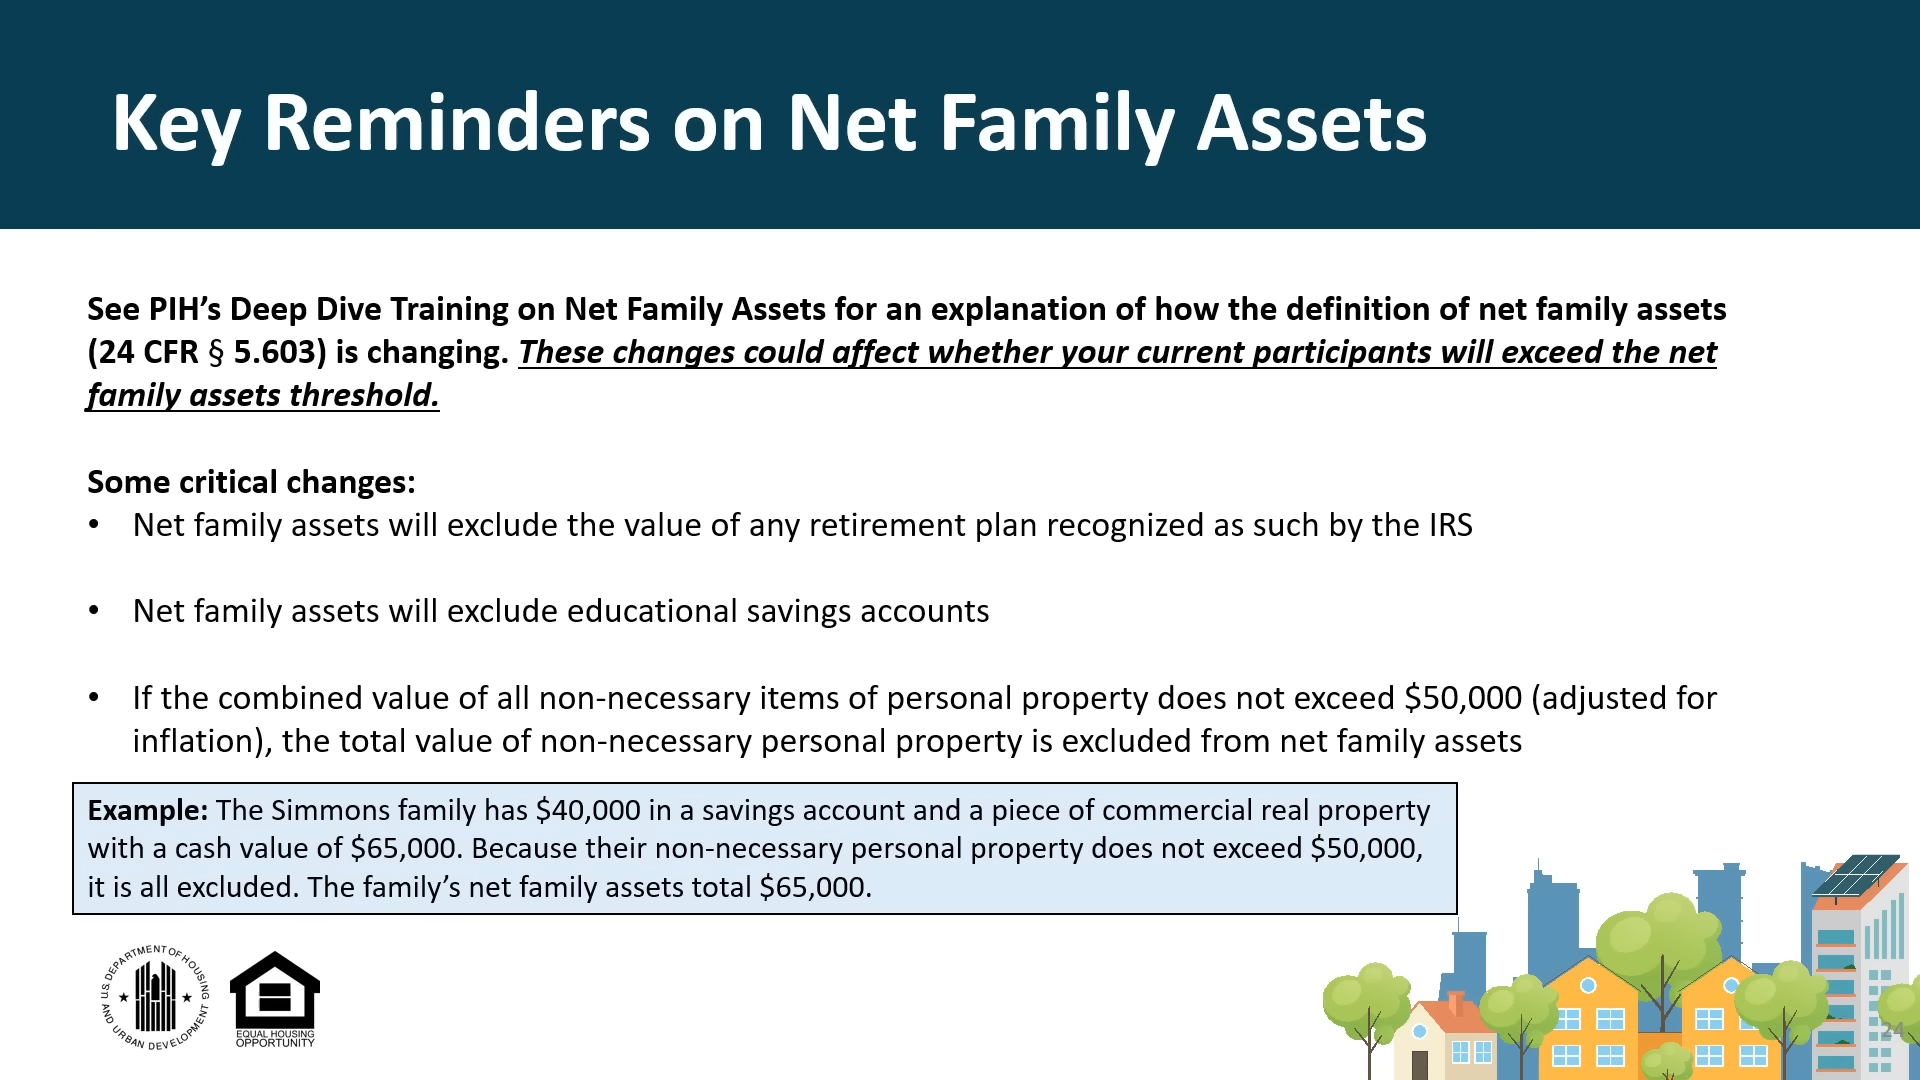 Key Reminders on Net Family Assets
See PIH’s Deep Dive Training on Net Family Assets for an explanation of how the definition of net family assets
(24 CFR § 5.603) is changing. These changes could affect whether your current participants will exceed the net
family assets threshold.
Some critical changes:
• Net family assets will exclude the value of any retirement plan recognized as such by the IRS
• Net family assets will exclude educational savings accounts
• If the combined value of all non-necessary items of personal property does not exceed $50,000 (adjusted for
inflation), the total value of non-necessary personal property is excluded from net family assets
Example: The Simmons family has $40,000 in a savings account and a piece of commercial real property
with a cash value of $65,000. Because their non-necessary personal property does not exceed $50,000,
it is all excluded. The family’s net family assets total $65,000.
U.S. DEPARTMENT OF HOUSING
AND URBAN DEVELOPMENT
EQUAL HOUSING
OPPORTUNITY
24